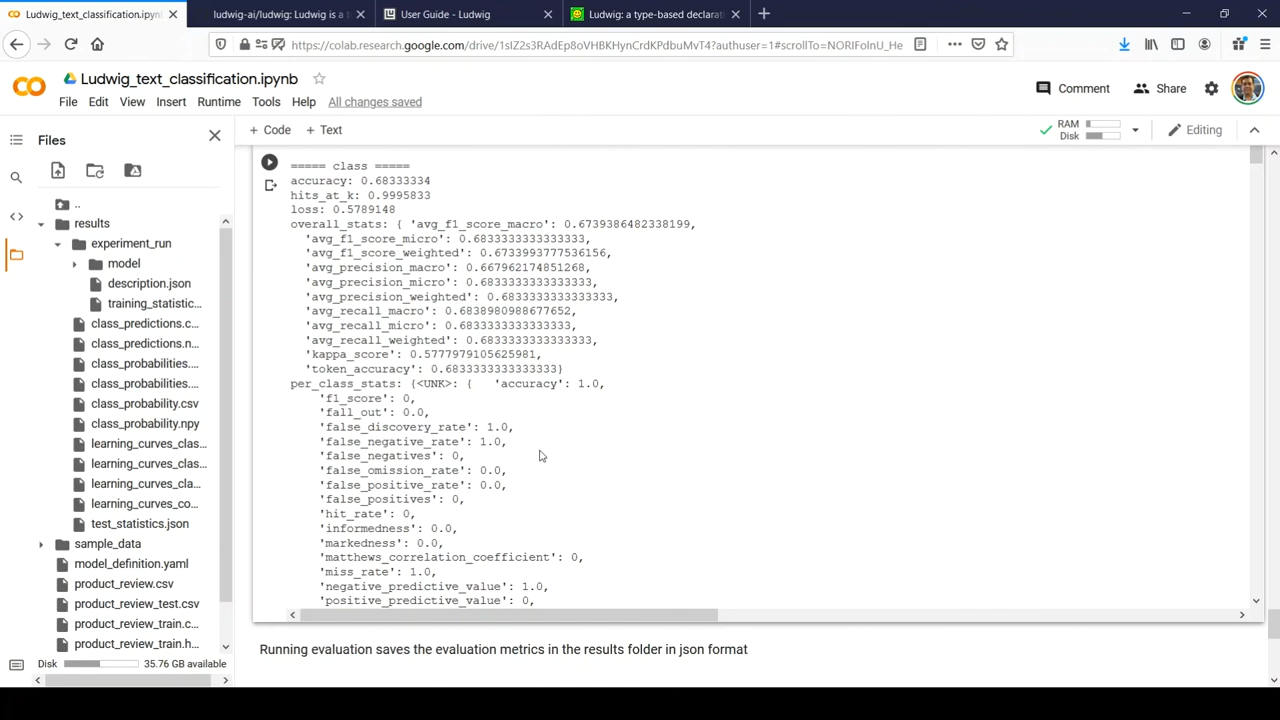 Ludwig_text_classification.ipyn
ludwig-ai/ludwig: Ludwig is a t
User Guide - Ludwig
Ludwig: a type-based declarati
https://colab.research.google.com/drive/1sIZ2s3RAdEp8oVHBKHynCrdKPdbuMvT4?authuser=1#scrollTo=NORIFolnU_He
Ludwig_text_classification.ipynb
Comment
Share
File Edit View Insert Runtime Tools Help All changes saved
Files
+ Code + Text
RAM
Disk
Editing
..
results
experiment_run
model
description.json
training_statistic...
class_predictions.c...
class_predictions.n...
class_probabilities....
class_probabilities....
class_probability.csv
class_probability.npy
learning_curves_clas...
learning_curves_clas...
learning_curves_cla...
learning_curves_co...
test_statistics.json
sample_data
model_definition.yaml
product_review.csv
product_review_test.csv
product_review_train.c...
product_review_train.h...
Disk 35.76 GB available
===== class =====
accuracy: 0.68333334
hits_at_k: 0.9995833
loss: 0.5789148
overall_stats: { 'avg_f1_score_macro': 0.6739386482338199,
'avg_f1_score_micro': 0.6833333333333333,
'avg_f1_score_weighted': 0.6733993777536156,
'avg_precision_macro': 0.667962174851268,
'avg_precision_micro': 0.6833333333333333,
'avg_precision_weighted': 0.6833333333333333,
'avg_recall_macro': 0.6838980988677652,
'avg_recall_micro': 0.6833333333333333,
'avg_recall_weighted': 0.6833333333333333,
'kappa_score': 0.5777979105625981,
'token_accuracy': 0.6833333333333333}
per_class_stats: {<UNK>: { 'accuracy': 1.0,
'f1_score': 0,
'fall_out': 0.0,
'false_discovery_rate': 1.0,
'false_negative_rate': 1.0,
'false_negatives': 0,
'false_omission_rate': 0.0,
'false_positive_rate': 0.0,
'false_positives': 0,
'hit_rate': 0,
'informedness': 0.0,
'markedness': 0.0,
'matthews_correlation_coefficient': 0,
'miss_rate': 1.0,
'negative_predictive_value': 1.0,
'positive_predictive_value': 0,
Running evaluation saves the evaluation metrics in the results folder in json format